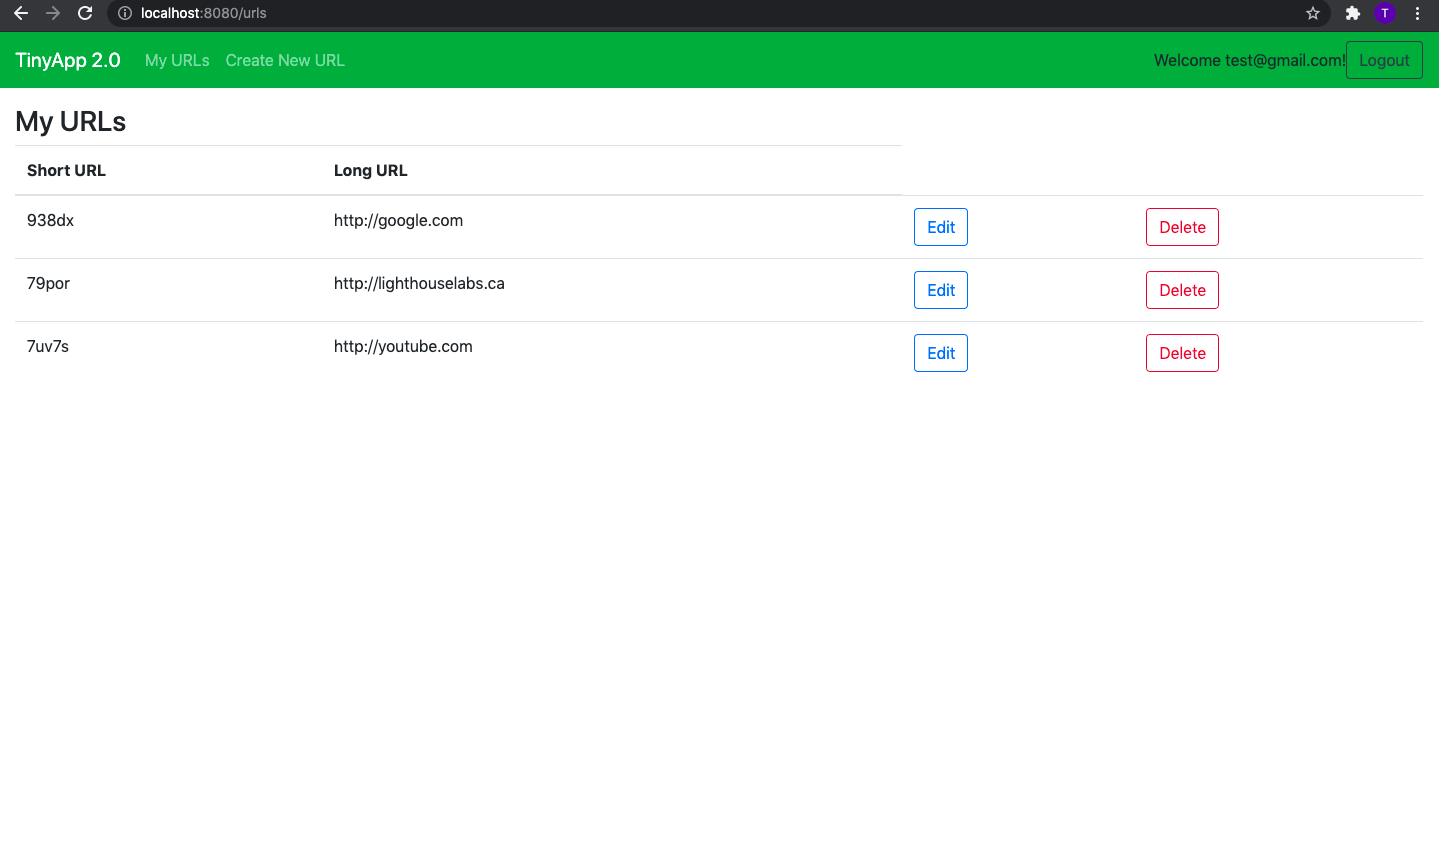 localhost:8080/urls
T
TinyApp 2.0 My URLs Create New URL Welcome test@gmail.com! Logout
My URLs
Short URL Long URL
938dx http://google.com Edit Delete
79por http://lighthouselabs.ca Edit Delete
7uv7s http://youtube.com Edit Delete